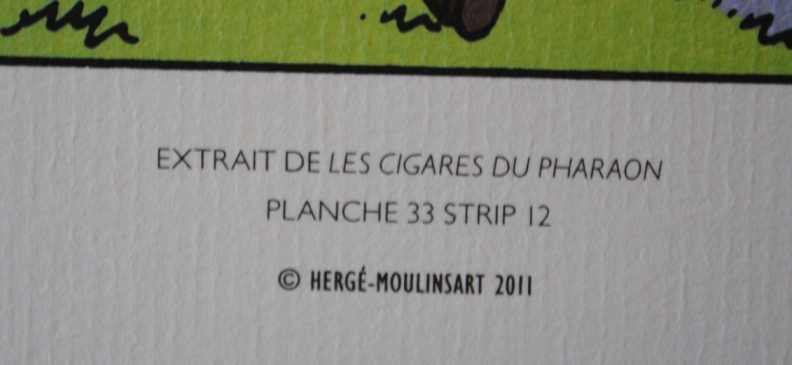 EXTRAIT DE LES CIGARES DU PHARAON
PLANCHE 33 STRIP 12
© HERGÉ-MOULINSART 2011